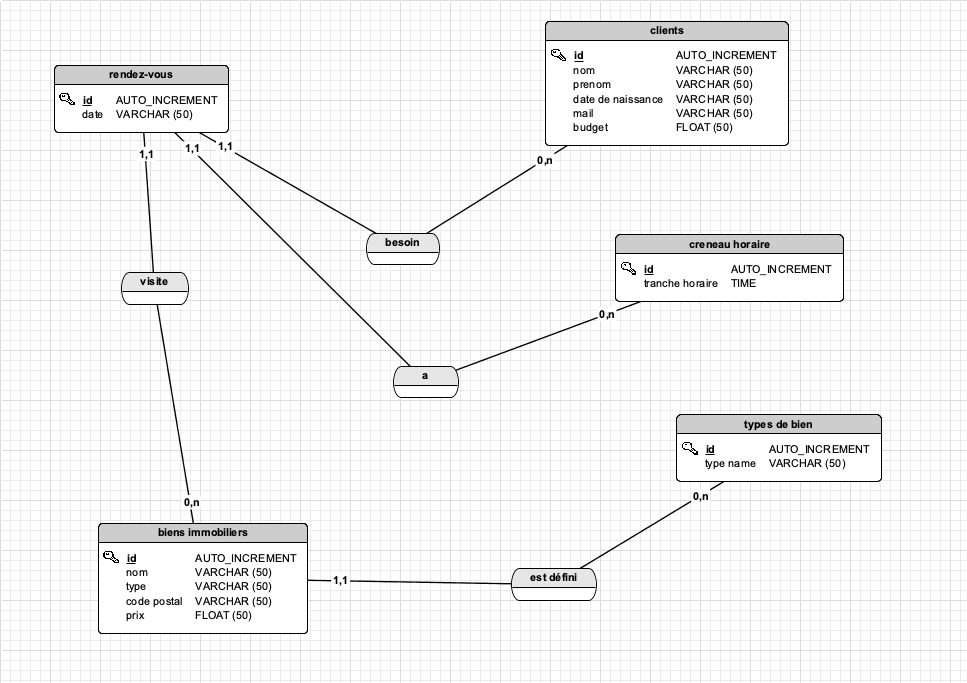 clients
id AUTO_INCREMENT
nom VARCHAR (50)
prenom VARCHAR (50)
date de naissance VARCHAR (50)
mail VARCHAR (50)
budget FLOAT (50)
rendez-vous
id AUTO_INCREMENT
date VARCHAR (50)
1,1
1,1
1,1
0,n
besoin
creneau horaire
id AUTO_INCREMENT
tranche horaire TIME
visite
0,n
a
types de bien
id AUTO_INCREMENT
type name VARCHAR (50)
0,n
0,n
biens immobiliers
id AUTO_INCREMENT
nom VARCHAR (50)
type VARCHAR (50)
code postal VARCHAR (50)
prix FLOAT (50)
1,1
est défini